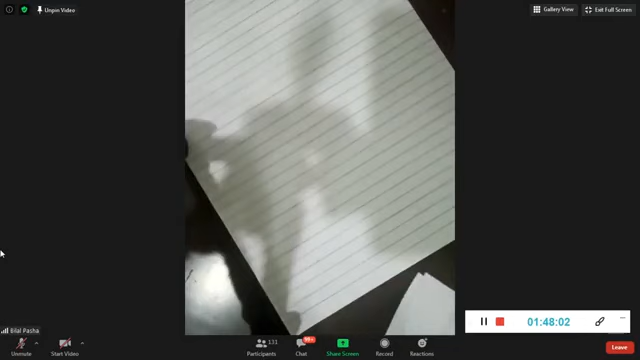 Unpin Video
Gallery View
Exit Full Screen
Bilal Pasha
01:48:02
Unmute
Start Video
Participants
131
Chat
99+
Share Screen
Record
Reactions
Leave